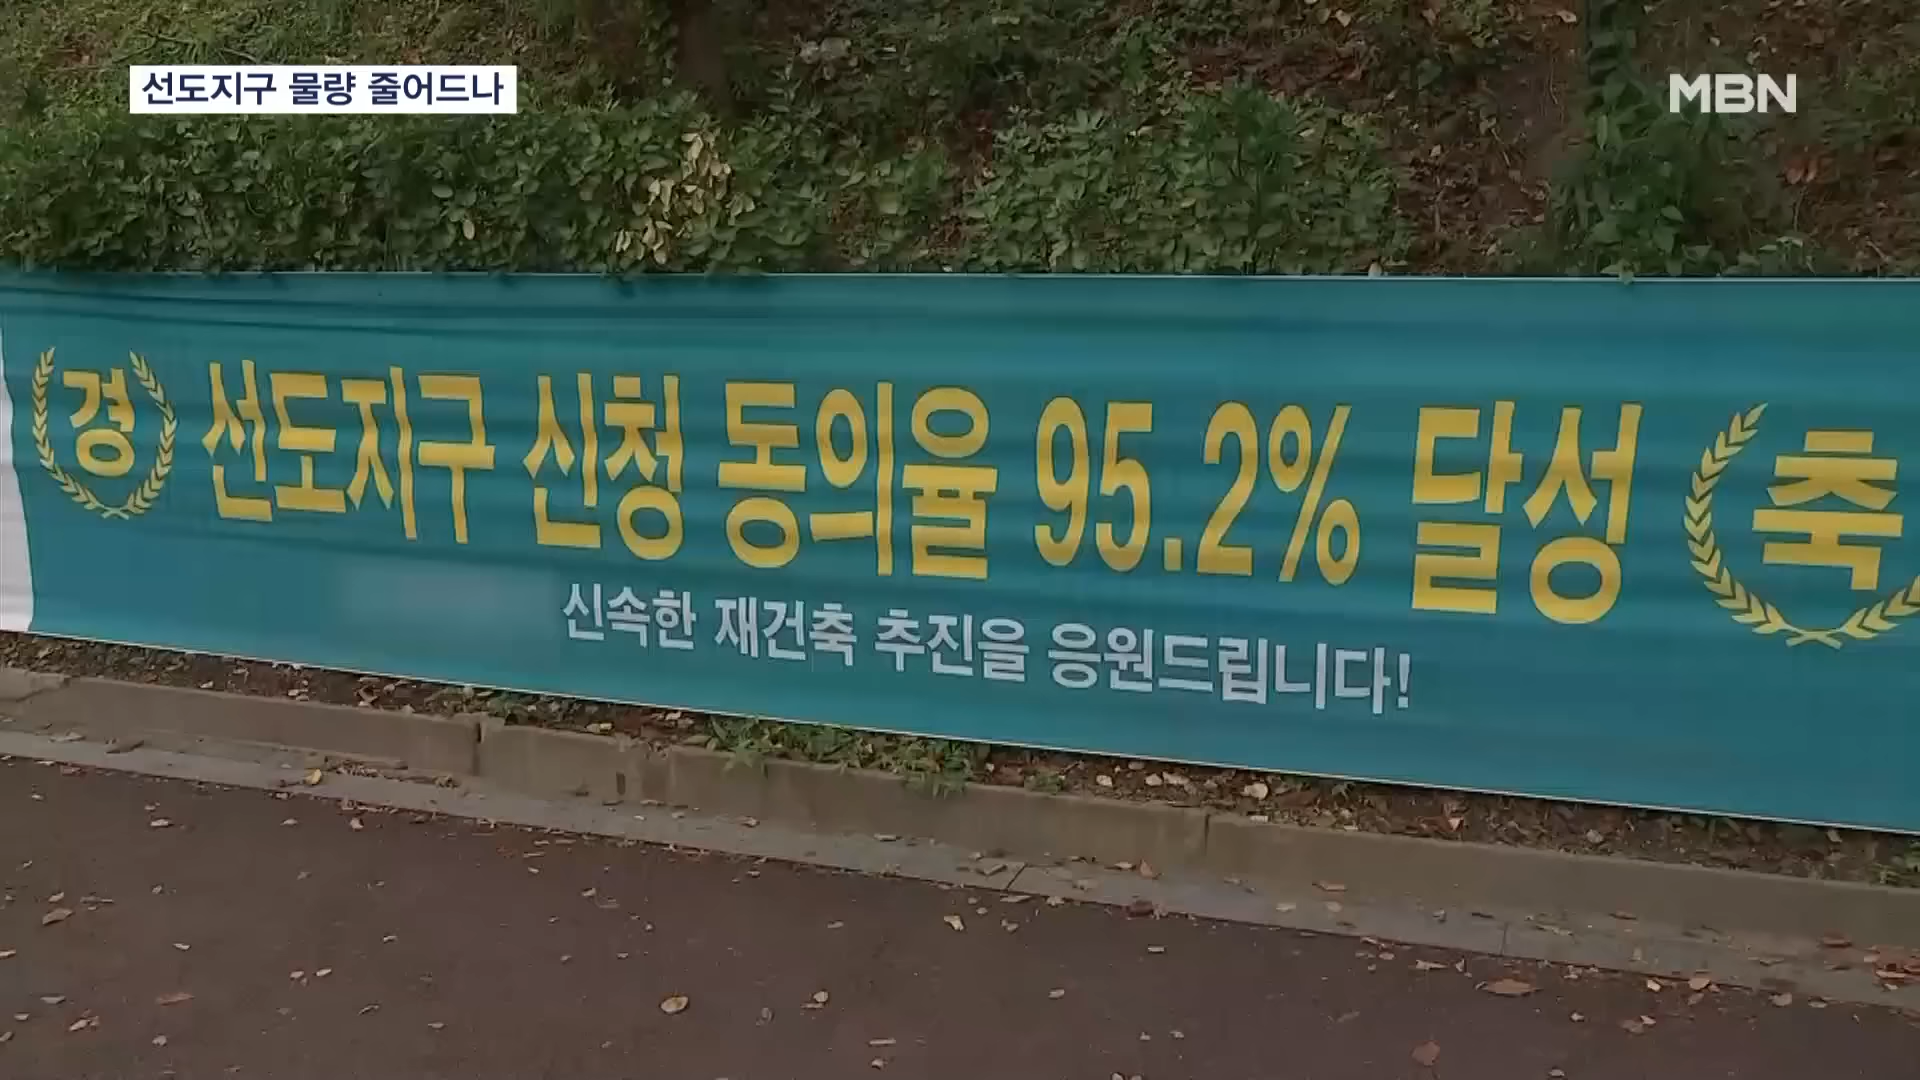 선도지구 물량 줄어드나
MBN
경 선도지구 신청 동의율 95.2% 달성 축
신속한 재건축 추진을 응원드립니다!